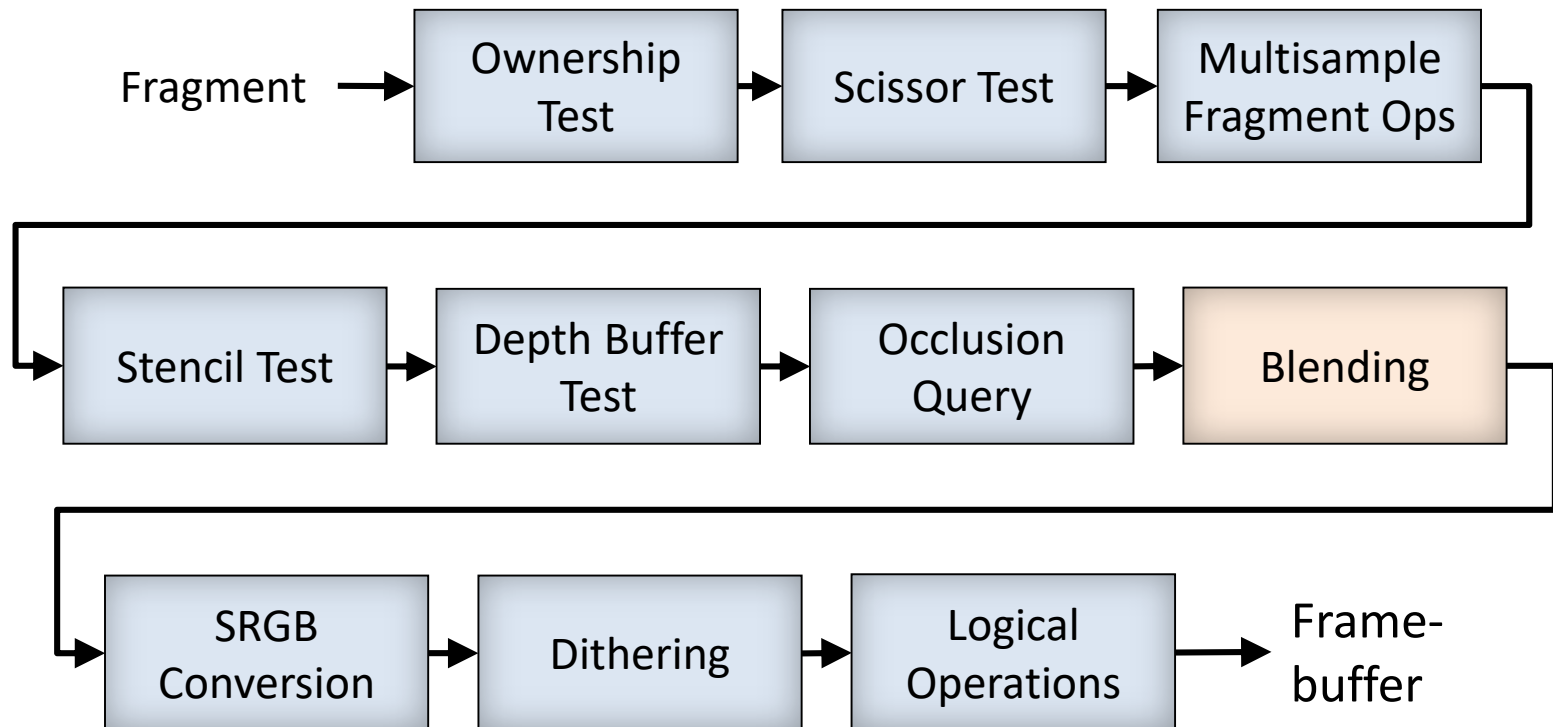 Fragment
Ownership
Test
Scissor Test
Multisample
Fragment Ops
Stencil Test
Depth Buffer
Test
Occlusion
Query
Blending
SRGB
Conversion
Dithering
Logical
Operations
Frame-
buffer